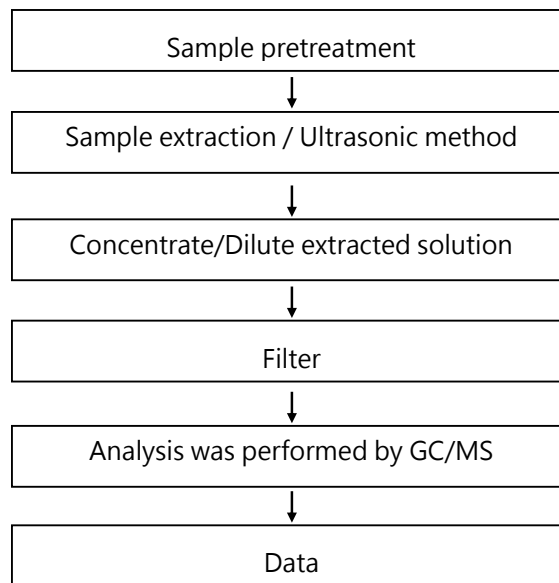 Sample pretreatment
Sample extraction / Ultrasonic method
Concentrate/Dilute extracted solution
Filter
Analysis was performed by GC/MS
Data